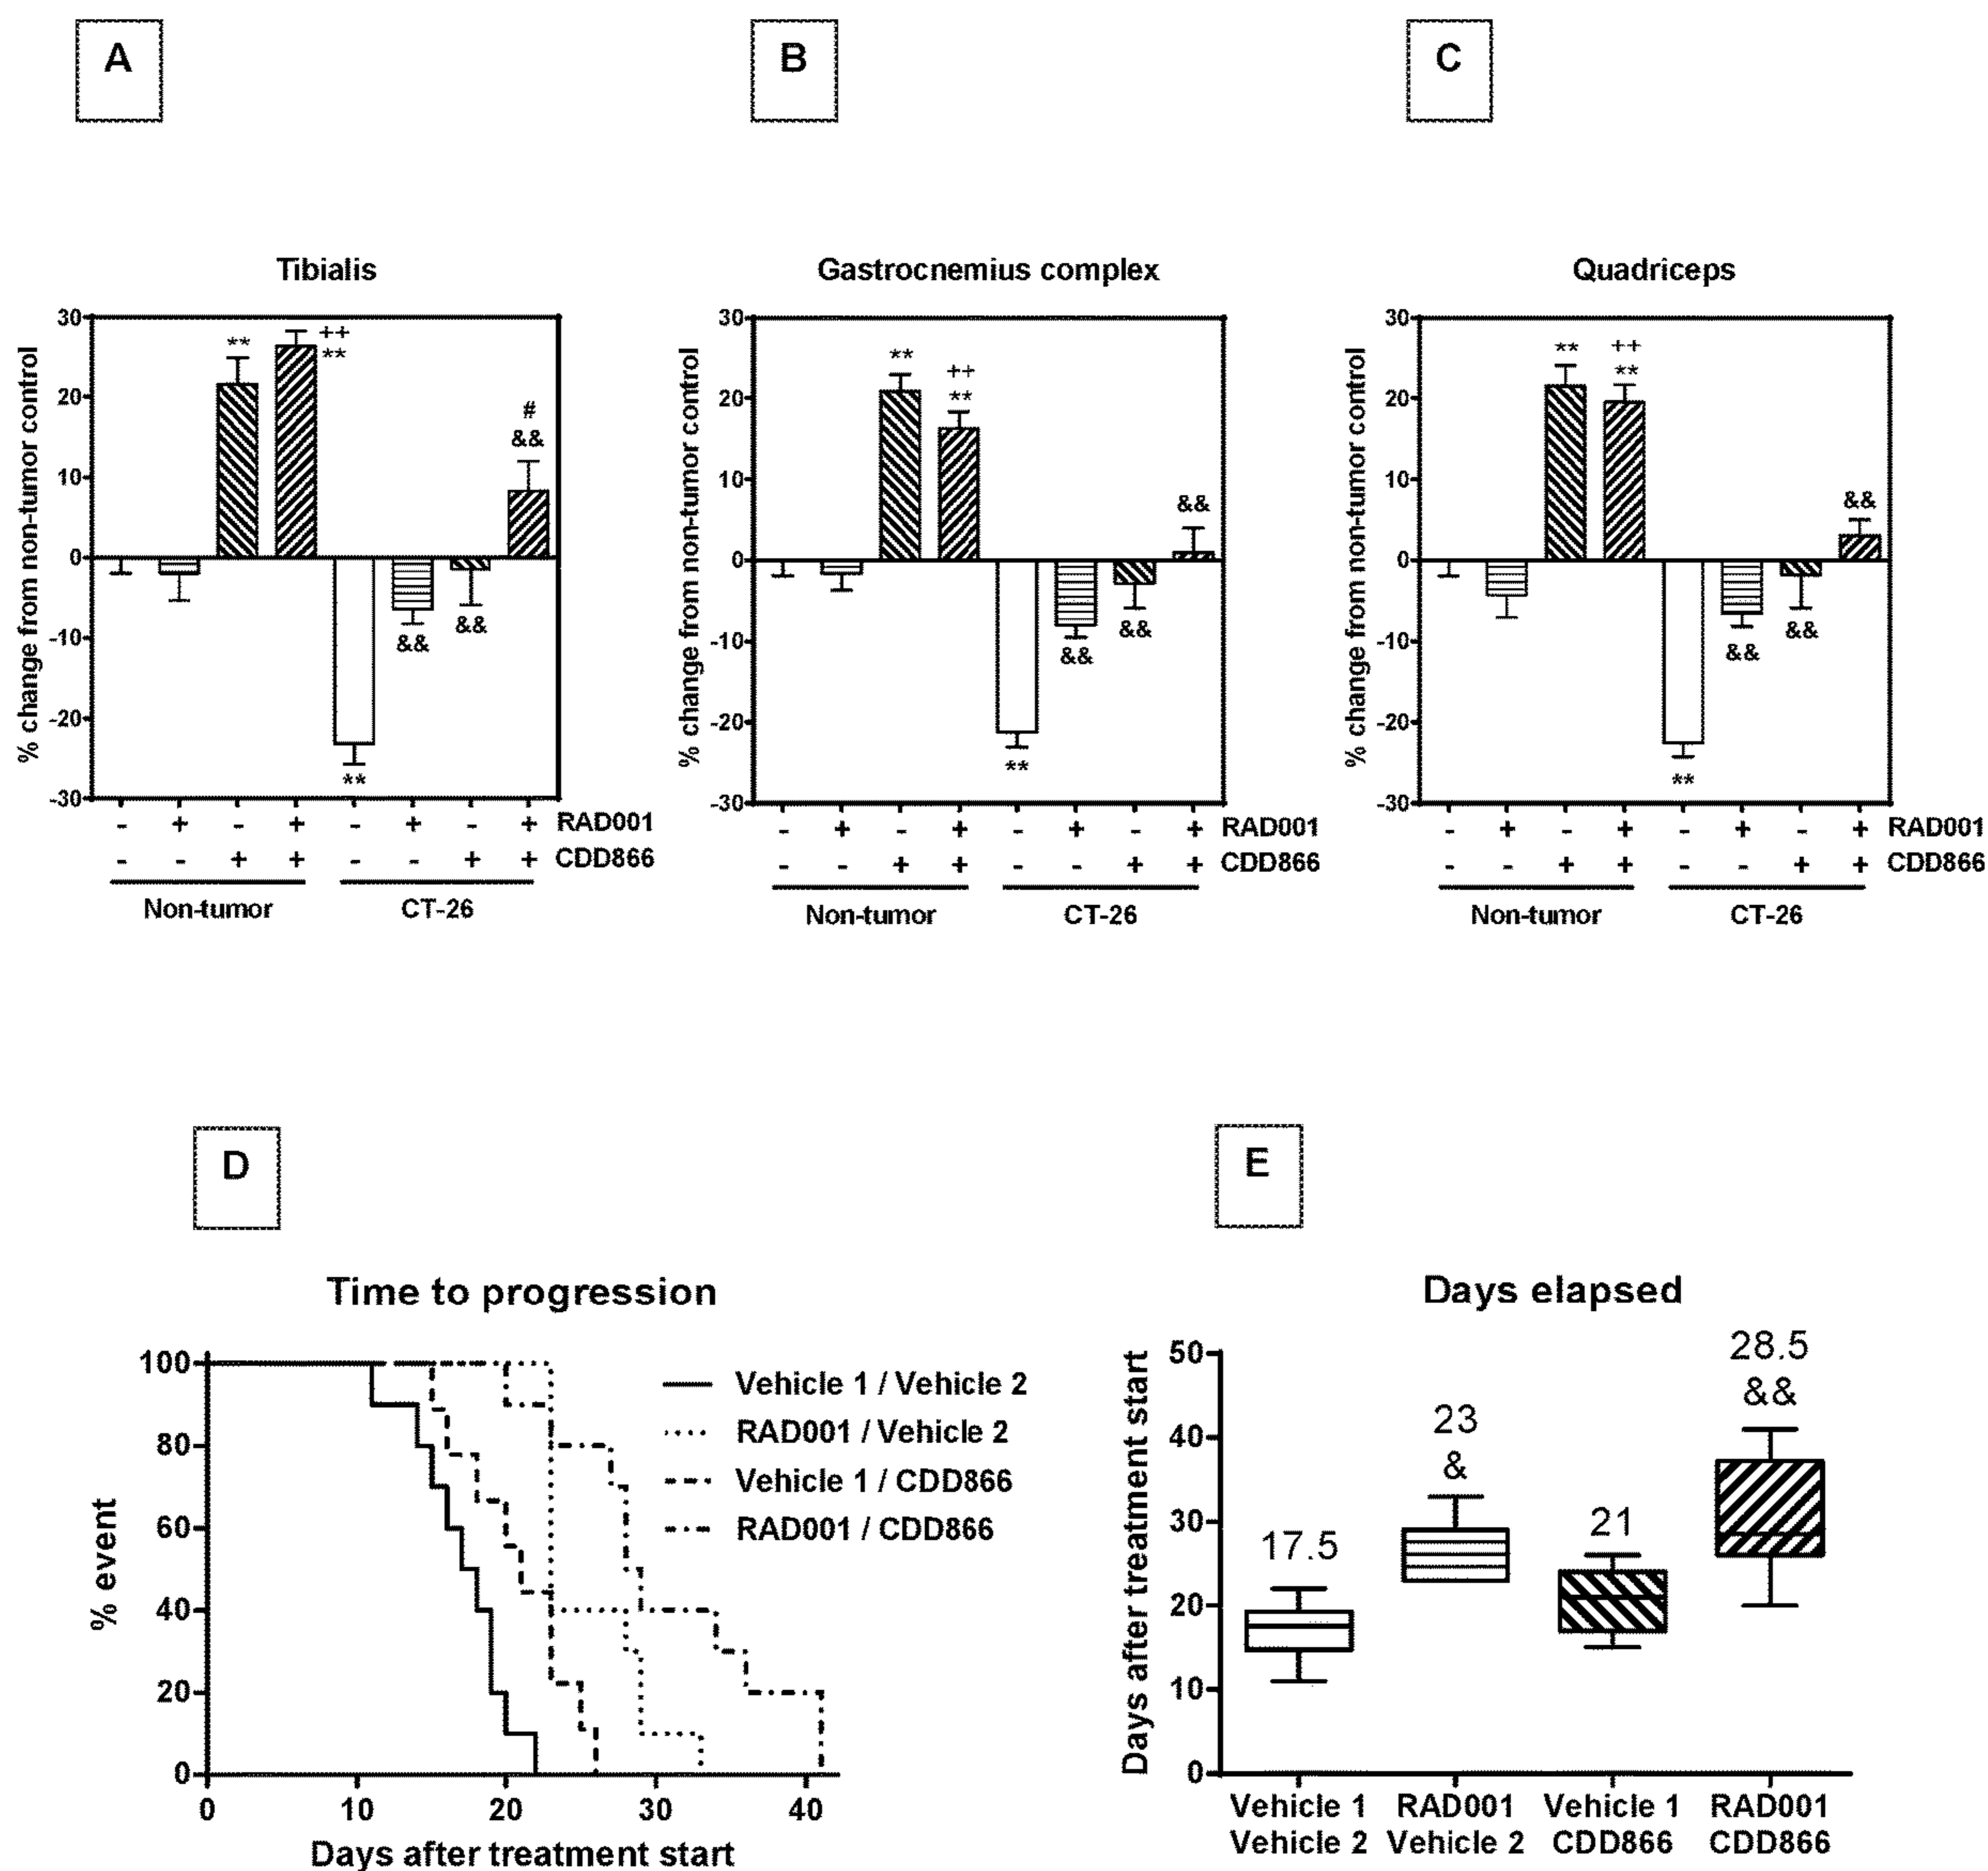 A
B
C
Tibialis
% change from non-tumor control
30
20
10
0
-10
-20
-30
**
++
**
**
&&
&&
#
&&
- + - + - + - + RAD001
- - + + - - + + CDD866
Non-tumor
CT-26
Gastrocnemius complex
% change from non-tumor control
30
20
10
0
-10
-20
-30
**
++
**
**
&&
&&
&&
- + - + - + - + RAD001
- - + + - - + + CDD866
Non-tumor
CT-26
Quadriceps
% change from non-tumor control
30
20
10
0
-10
-20
-30
**
++
**
**
&&
&&
&&
- + - + - + - + RAD001
- - + + - - + + CDD866
Non-tumor
CT-26
D
Time to progression
% event
100
80
60
40
20
0
0 10 20 30 40
Days after treatment start
Vehicle 1 / Vehicle 2
RAD001 / Vehicle 2
Vehicle 1 / CDD866
RAD001 / CDD866
E
Days elapsed
Days after treatment start
50
40
30
20
10
0
17.5
23
&
21
28.5
&&
Vehicle 1 RAD001 Vehicle 1 RAD001
Vehicle 2 Vehicle 2 CDD866 CDD866